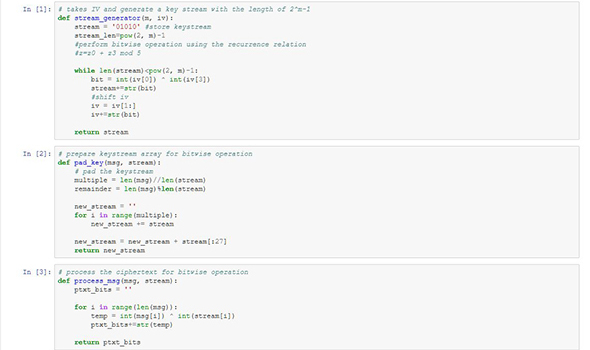 In [1]: # takes IV and generate a key stream with the length of 2^m-1
def stream_generator(m, iv):
stream = '01010' #store keystream
stream_len=pow(2, m)-1
#perform bitwise operation using the recurrence relation
#z=z0 + z3 mod 5
while len(stream)<pow(2, m)-1:
bit = int(iv[0]) ^ int(iv[3])
stream+=str(bit)
#shift iv
iv = iv[1:]
iv+=str(bit)
return stream
In [2]: # prepare keystream array for bitwise operation
def pad_key(msg, stream):
# pad the keystream
multiple = len(msg)//len(stream)
remainder = len(msg)%len(stream)
new_stream = ''
for i in range(multiple):
new_stream += stream
new_stream = new_stream + stream[:27]
return new_stream
In [3]: # process the ciphertext for bitwise operation
def process_msg(msg, stream):
ptxt_bits = ''
for i in range(len(msg)):
temp = int(msg[i]) ^ int(stream[i])
ptxt_bits+=str(temp)
return ptxt_bits